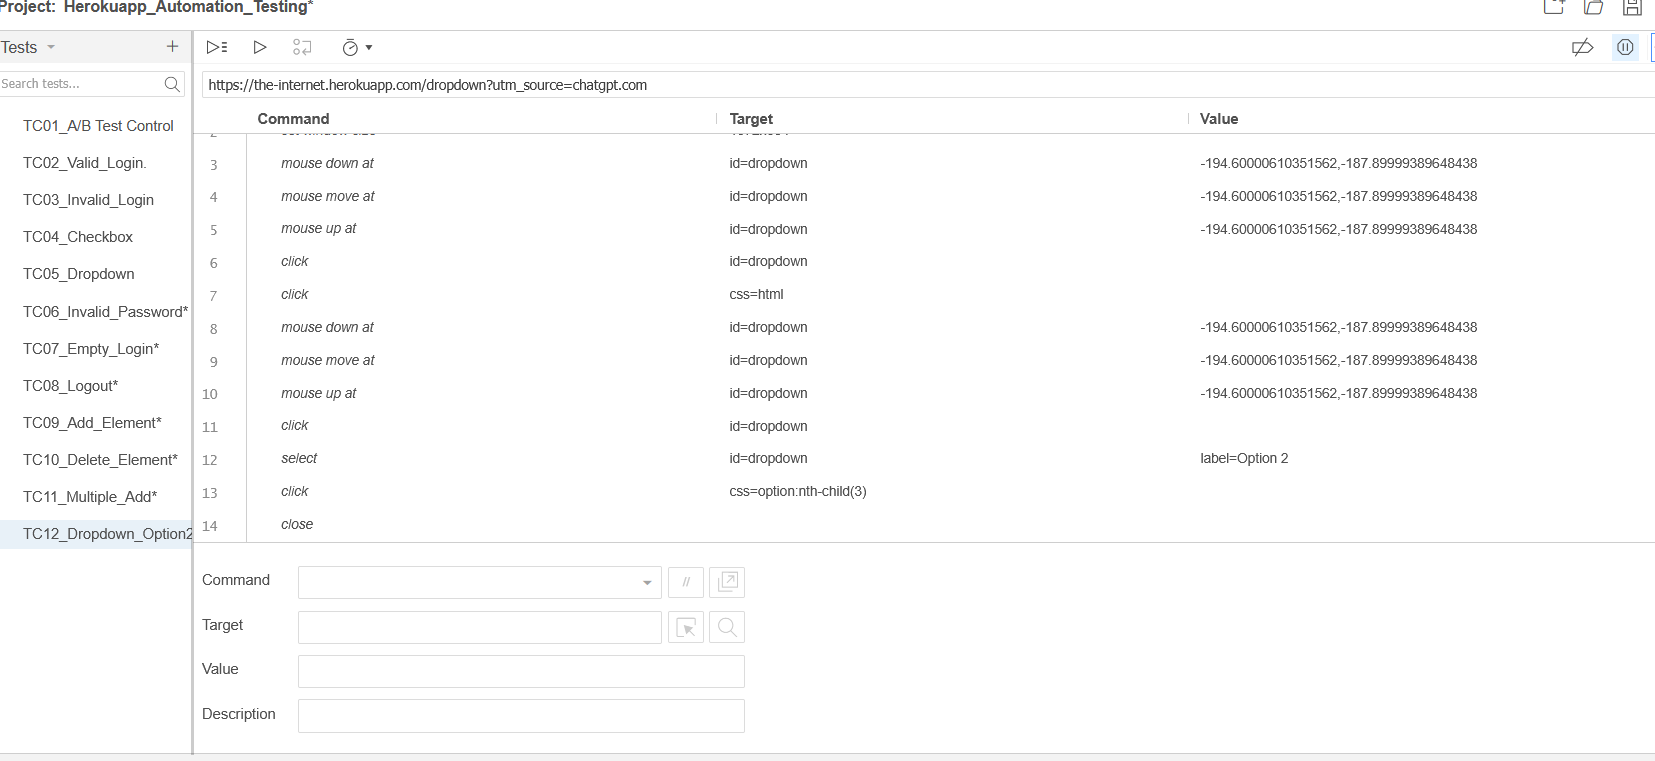 Project: Herokuapp_Automation_Testing*
Tests
Search tests...
TC01_A/B Test Control
TC02_Valid_Login.
TC03_Invalid_Login
TC04_Checkbox
TC05_Dropdown
TC06_Invalid_Password*
TC07_Empty_Login*
TC08_Logout*
TC09_Add_Element*
TC10_Delete_Element*
TC11_Multiple_Add*
TC12_Dropdown_Option2
https://the-internet.herokuapp.com/dropdown?utm_source=chatgpt.com
Command Target Value
3 mouse down at id=dropdown -194.60000610351562,-187.89999389648438
4 mouse move at id=dropdown -194.60000610351562,-187.89999389648438
5 mouse up at id=dropdown -194.60000610351562,-187.89999389648438
6 click id=dropdown
7 click css=html
8 mouse down at id=dropdown -194.60000610351562,-187.89999389648438
9 mouse move at id=dropdown -194.60000610351562,-187.89999389648438
10 mouse up at id=dropdown -194.60000610351562,-187.89999389648438
11 click id=dropdown
12 select id=dropdown label=Option 2
13 click css=option:nth-child(3)
14 close
Command //
Target
Value
Description